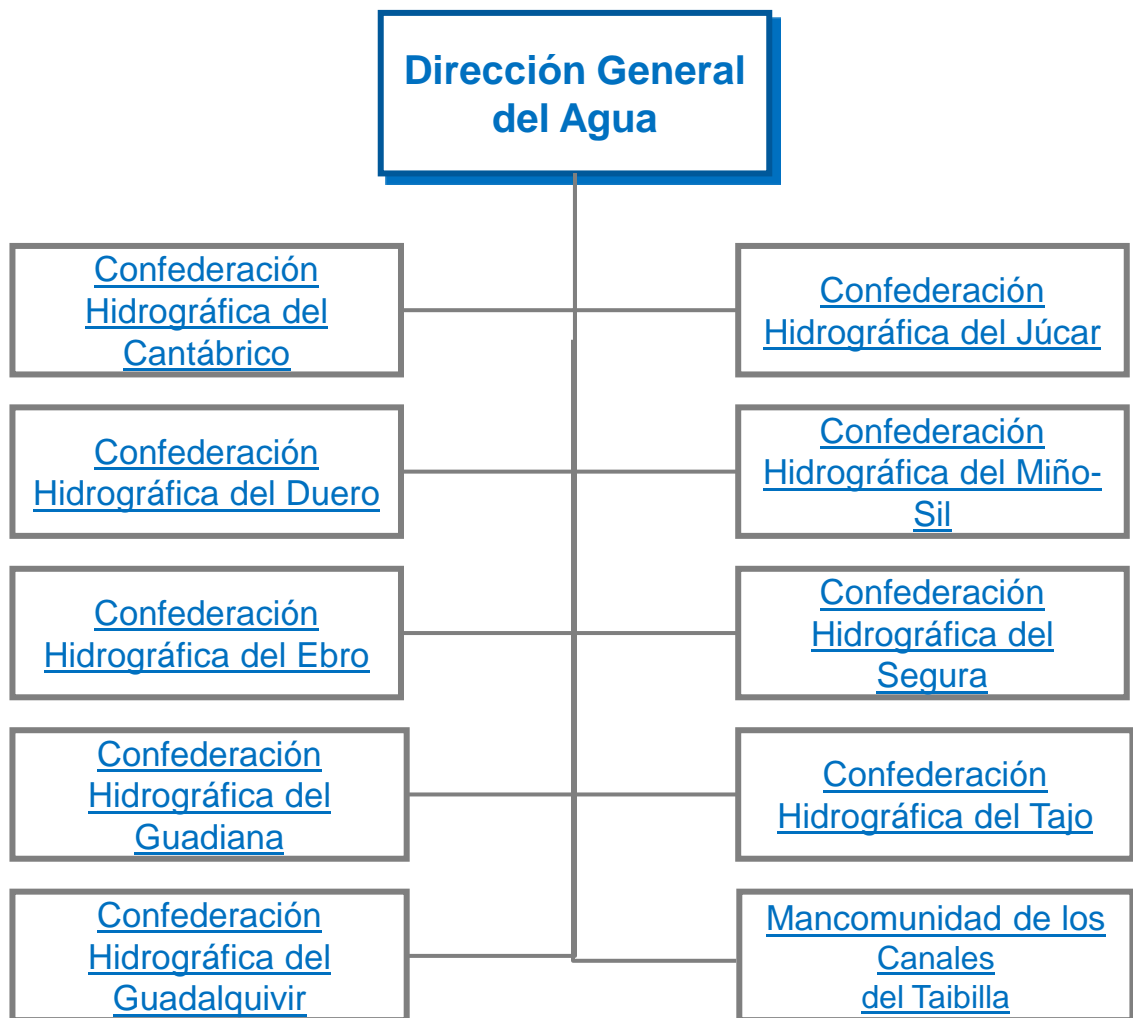 Dirección General
del Agua
Confederación
Hidrográfica del
Cantábrico
Confederación
Hidrográfica del Júcar
Confederación
Hidrográfica del Duero
Confederación
Hidrográfica del Miño-
Sil
Confederación
Hidrográfica del Ebro
Confederación
Hidrográfica del
Segura
Confederación
Hidrográfica del
Guadiana
Confederación
Hidrográfica del Tajo
Confederación
Hidrográfica del
Guadalquivir
Mancomunidad de los
Canales
del Taibilla